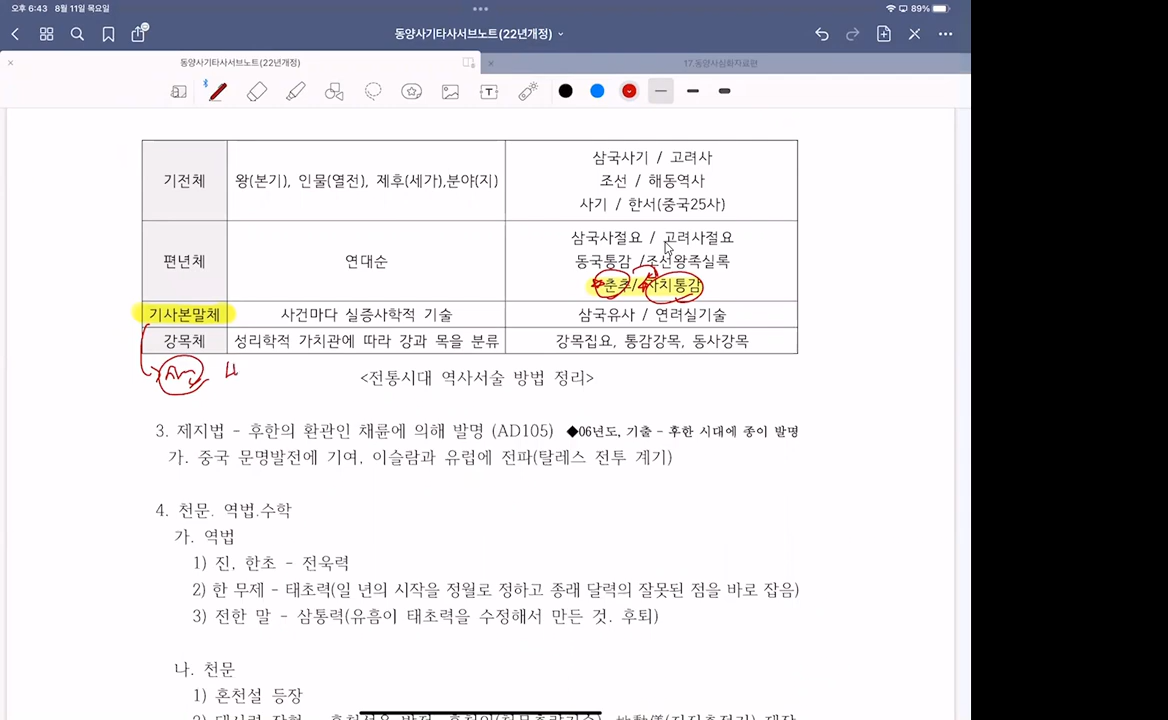 오후 6:43 8월 11일 목요일
89%
동양사기타사서브노트(22년개정)
동양사기타사서브노트(22년개정)
17.동양사심화자료편
기전체
왕(본기), 인물(열전), 제후(세가),분야(지)
삼국사기 / 고려사
조선 / 해동역사
사기 / 한서(중국25사)
편년체
연대순
삼국사절요 / 고려사절요
동국통감 /조선왕족실록
춘추/자치통감
기사본말체
사건마다 실증사학적 기술
삼국유사 / 연려실기술
강목체
성리학적 가치관에 따라 강과 목을 분류
강목집요, 통감강목, 동사강목
<전통시대 역사서술 방법 정리>
3. 제지법 - 후한의 환관인 채륜에 의해 발명 (AD105) ◆06년도, 기출 - 후한 시대에 종이 발명
가. 중국 문명발전에 기여, 이슬람과 유럽에 전파(탈레스 전투 계기)
4. 천문. 역법.수학
가. 역법
1) 진, 한초 - 전욱력
2) 한 무제 - 태초력(일 년의 시작을 정월로 정하고 종래 달력의 잘못된 점을 바로 잡음)
3) 전한 말 - 삼통력(유흠이 태초력을 수정해서 만든 것. 후퇴)
나. 천문
1) 혼천설 등장